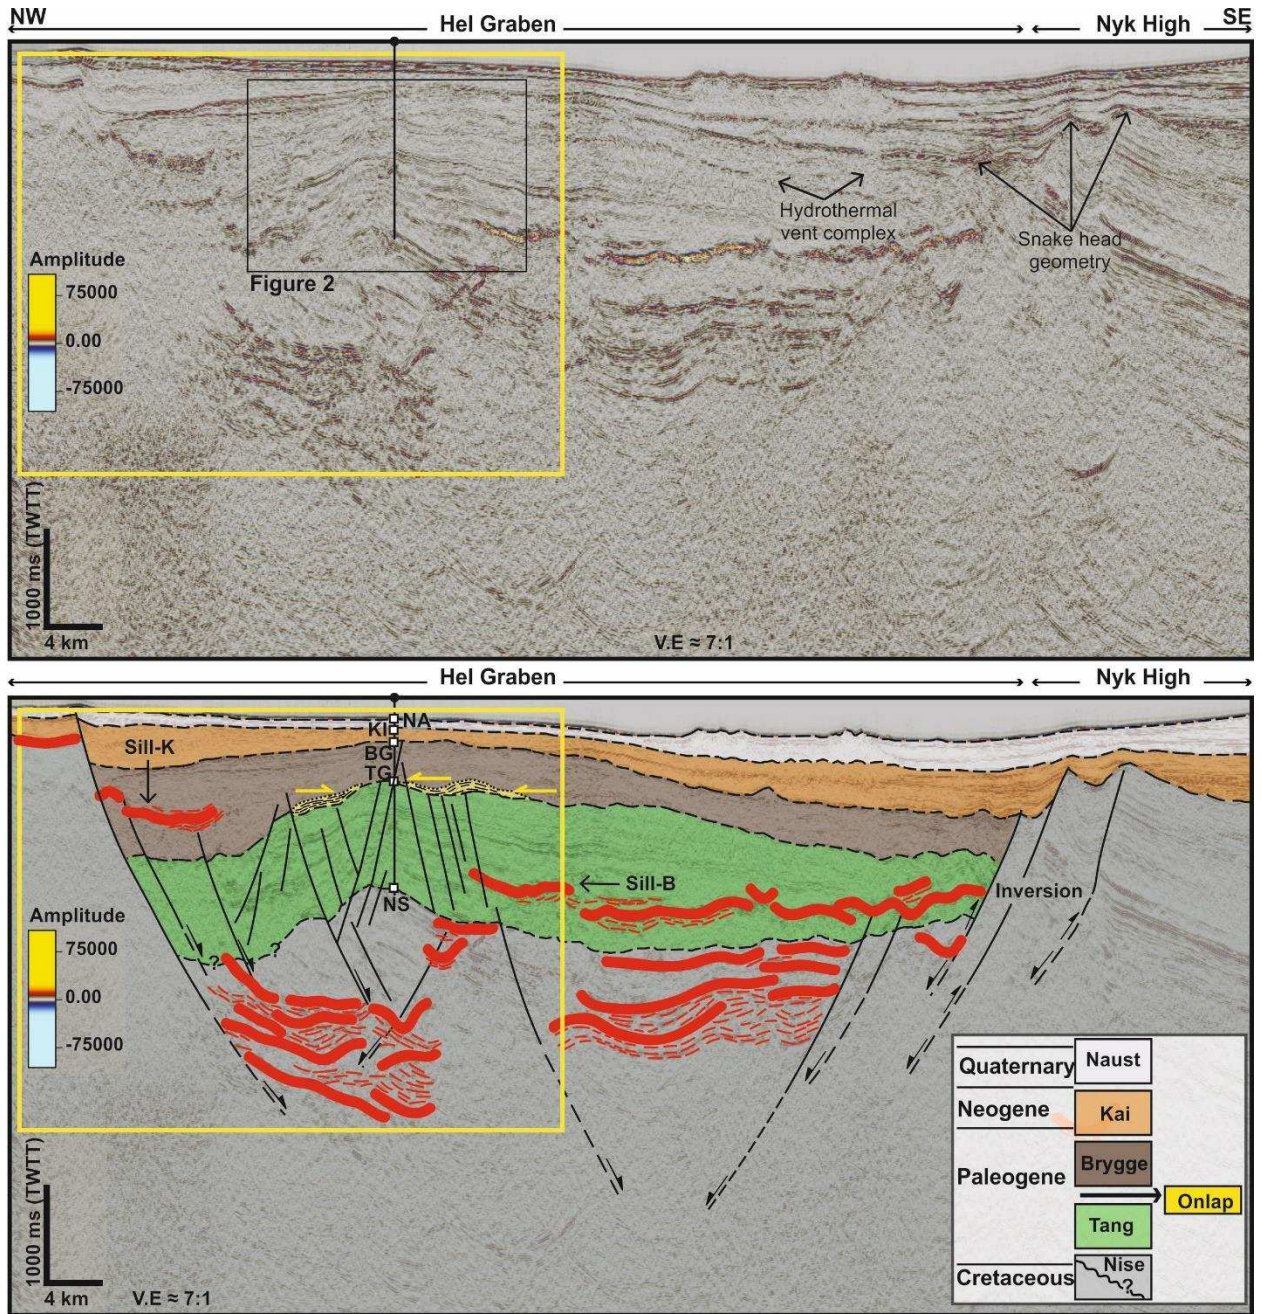 NW
Hel Graben
Nyk High
SE
Hydrothermal
vent complex
Snake head
geometry
Figure 2
Amplitude
75000
0.00
-75000
1000 ms (TWTT)
4 km
V.E ≈ 7:1
Hel Graben
Nyk High
NA
KI
BG
TG
Sill-K
Sill-B
NS
Inversion
?
?
Amplitude
75000
0.00
-75000
1000 ms (TWTT)
4 km
V.E ≈ 7:1
Quaternary
Naust
Neogene
Kai
Paleogene
Brygge
Onlap
Tang
Cretaceous
Nise
?